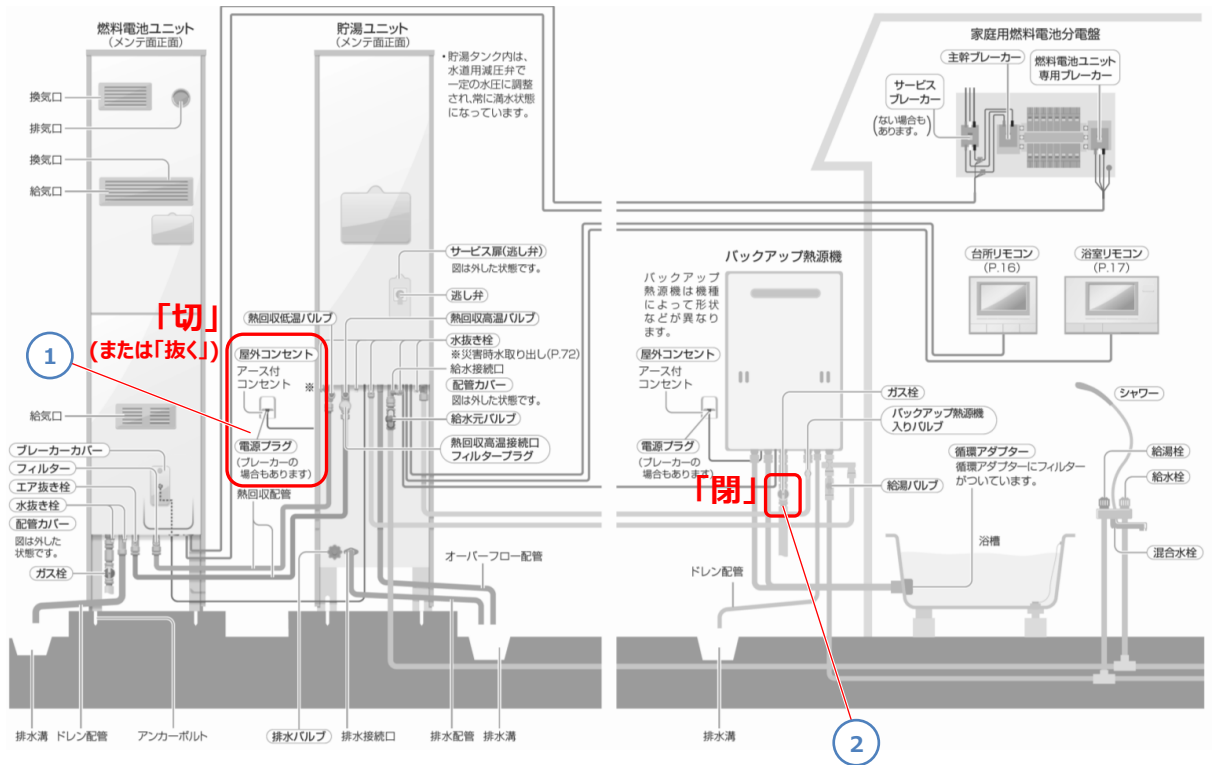 燃料電池ユニット
(メンテ面正面)
換気口
排気口
換気口
給気口
給気口
ブレーカーカバー
フィルター
エア抜き栓
水抜き栓
配管カバー
図は外した
状態です。
ガス栓
排水溝
ドレン配管
アンカーボルト
「切」
(または「抜く」)
1
熱回収低温バルブ
屋外コンセント
アース付
コンセント
※
電源プラグ
(ブレーカーの
場合もあります)
熱回収配管
貯湯ユニット
(メンテ面正面)
・貯湯タンク内は、
水道用減圧弁で
一定の水圧に調整
され、常に満水状態
になっています。
サービス扉(逃し弁)
図は外した状態です。
逃し弁
熱回収高温バルブ
水抜き栓
※災害時水取り出し(P.72)
給水接続口
配管カバー
図は外した状態です。
給水元バルブ
熱回収高温接続口
フィルタープラグ
オーバーフロー配管
排水バルブ
排水接続口
排水配管
排水溝
家庭用燃料電池分電盤
主幹ブレーカー
燃料電池ユニット
専用ブレーカー
サービス
ブレーカー
(ない場合も
あります。)
バックアップ熱源機
バックアップ
熱源機は機種
によって形状
などが異なり
ます。
屋外コンセント
アース付
コンセント
電源プラグ
(ブレーカーの
場合もあります)
「閉」
2
ガス栓
バックアップ熱源機
入りバルブ
給湯バルブ
ドレン配管
排水溝
台所リモコン
(P.16)
浴室リモコン
(P.17)
循環アダプター
循環アダプターにフィルター
がついています。
浴槽
シャワー
給湯栓
給水栓
混合水栓